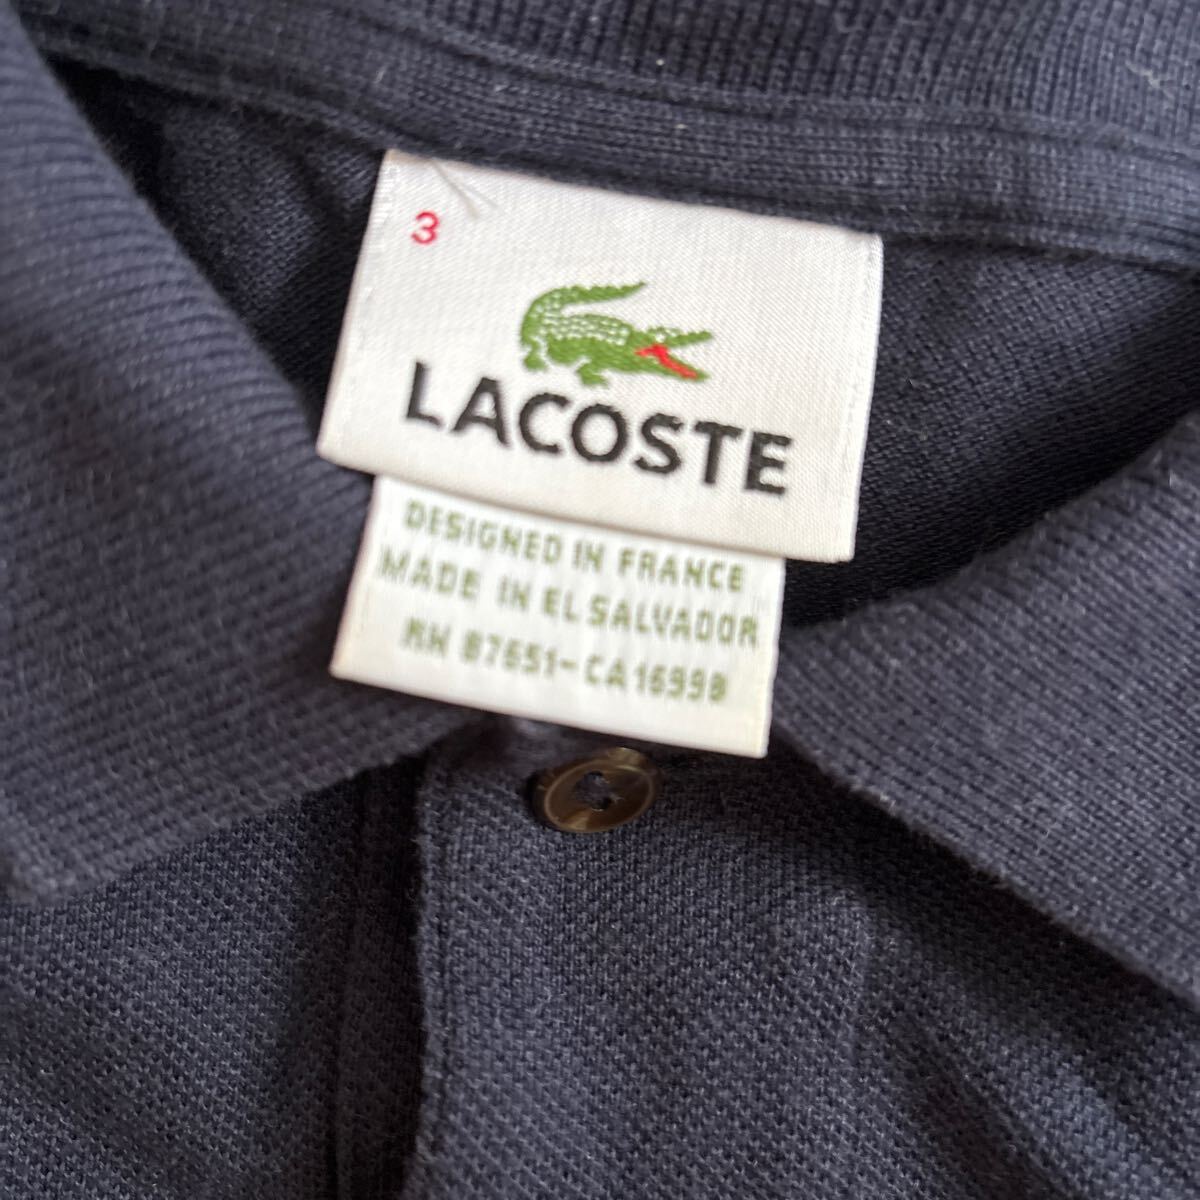 3
LACOSTE
DESIGNED IN FRANCE
MADE IN EL SALVADOR
RN 87651-CA16998